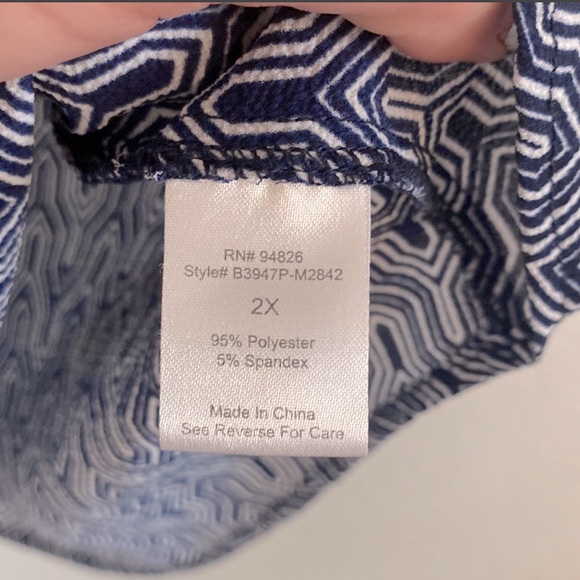 RN# 94826
Style# B3947P-M2842
2X
95% Polyester
5% Spandex
Made In China
See Reverse For Care